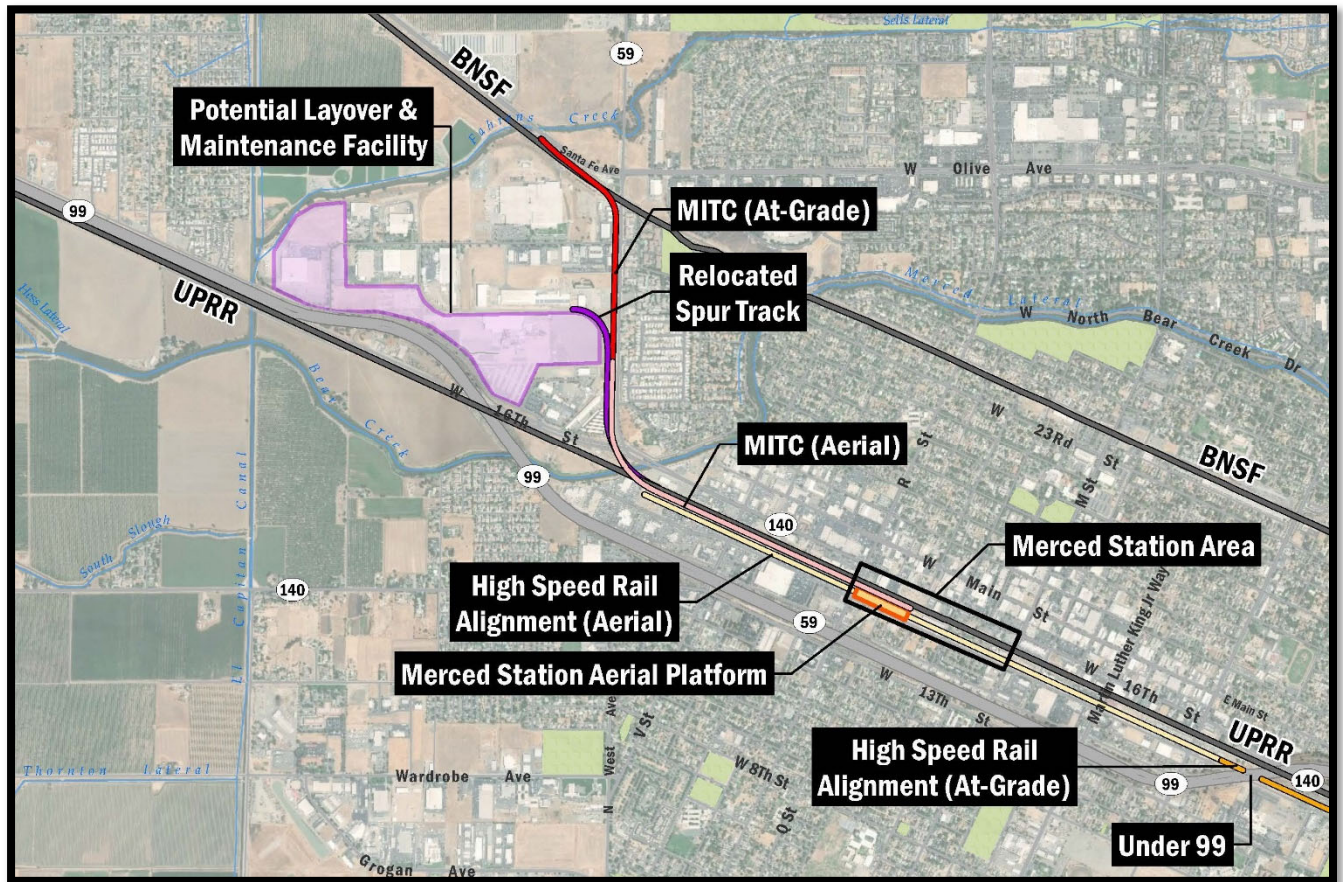 Sells Lateral
BNSF
59
Potential Layover &
Maintenance Facility
Fahrens Creek
Santa Fe Ave
W Olive Ave
99
MITC (At-Grade)
Relocated
Spur Track
UPRR
Hess Lateral
Merced Lateral
W North Bear Creek Dr
Bear Creek
W 16Th St
W 23Rd St
R St
M St
MITC (Aerial)
BNSF
99
140
El Capitan Canal
South Slough
140
Merced Station Area
W Main St
High Speed Rail
Alignment (Aerial)
59
Merced Station Aerial Platform
Martin Luther King Jr Way
W 13Th St
W 16Th St
E Main St
UPRR
N West Ave
V St
High Speed Rail
Alignment (At-Grade)
Thornton Lateral
Wardrobe Ave
W 8Th St
Q St
99
140
Under 99
Grogan Ave